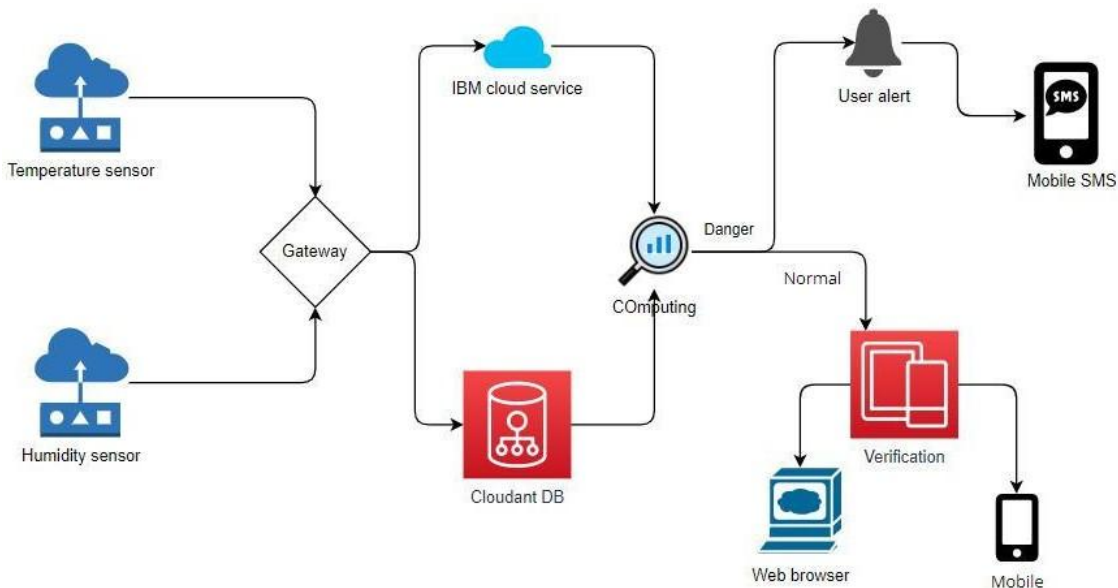 IBM cloud service
User alert
SMS
Mobile SMS
Temperature sensor
Gateway
Danger
Normal
COmputing
Humidity sensor
Cloudant DB
Verification
Web browser
Mobile